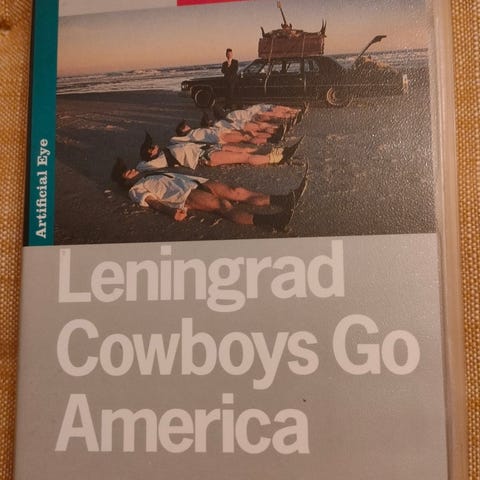 Artificial Eye
Leningrad
Cowboys Go
America